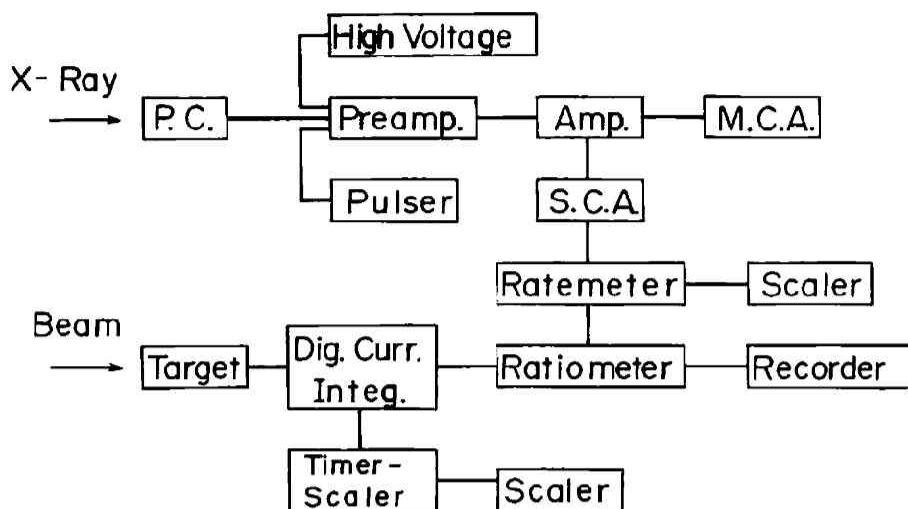 High Voltage
X-Ray
P.C.
Preamp.
Amp.
M.C.A.
Pulser
S.C.A.
Ratemeter
Scaler
Beam
Target
Dig. Curr.
Integ.
Ratiometer
Recorder
Timer-
Scaler
Scaler